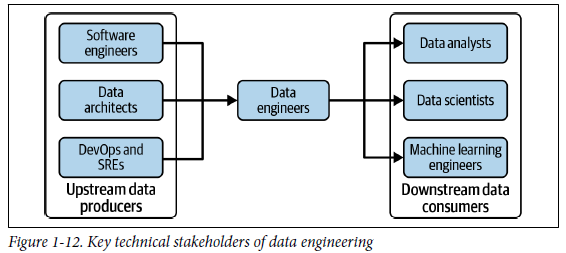 Software
engineers
Data
architects
DevOps and
SREs
Upstream data
producers
Data
engineers
Data analysts
Data scientists
Machine learning
engineers
Downstream data
consumers
Figure 1-12. Key technical stakeholders of data engineering